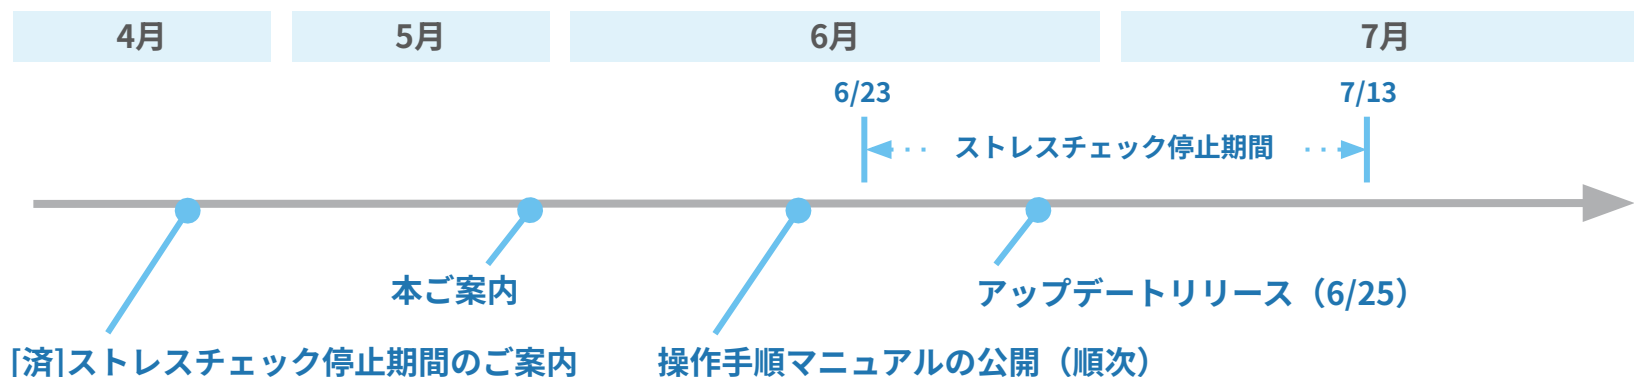 4月
5月
6月
7月
6/23
7/13
ストレスチェック停止期間
本ご案内
アップデートリリース（6/25）
[済]ストレスチェック停止期間のご案内
操作手順マニュアルの公開（順次）